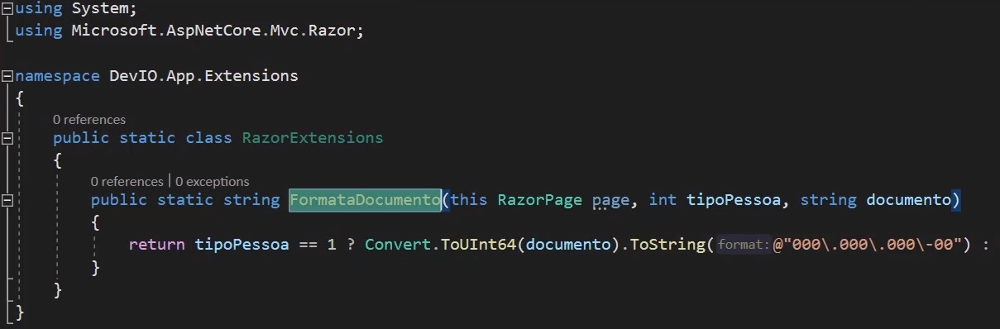 using System;
using Microsoft.AspNetCore.Mvc.Razor;
namespace DevIO.App.Extensions
{
0 references
public static class RazorExtensions
{
0 references | 0 exceptions
public static string FormataDocumento(this RazorPage page, int tipoPessoa, string documento)
{
return tipoPessoa == 1 ? Convert.ToUInt64(documento).ToString(format:@"000\.000\.000\-00") :
}
}
}